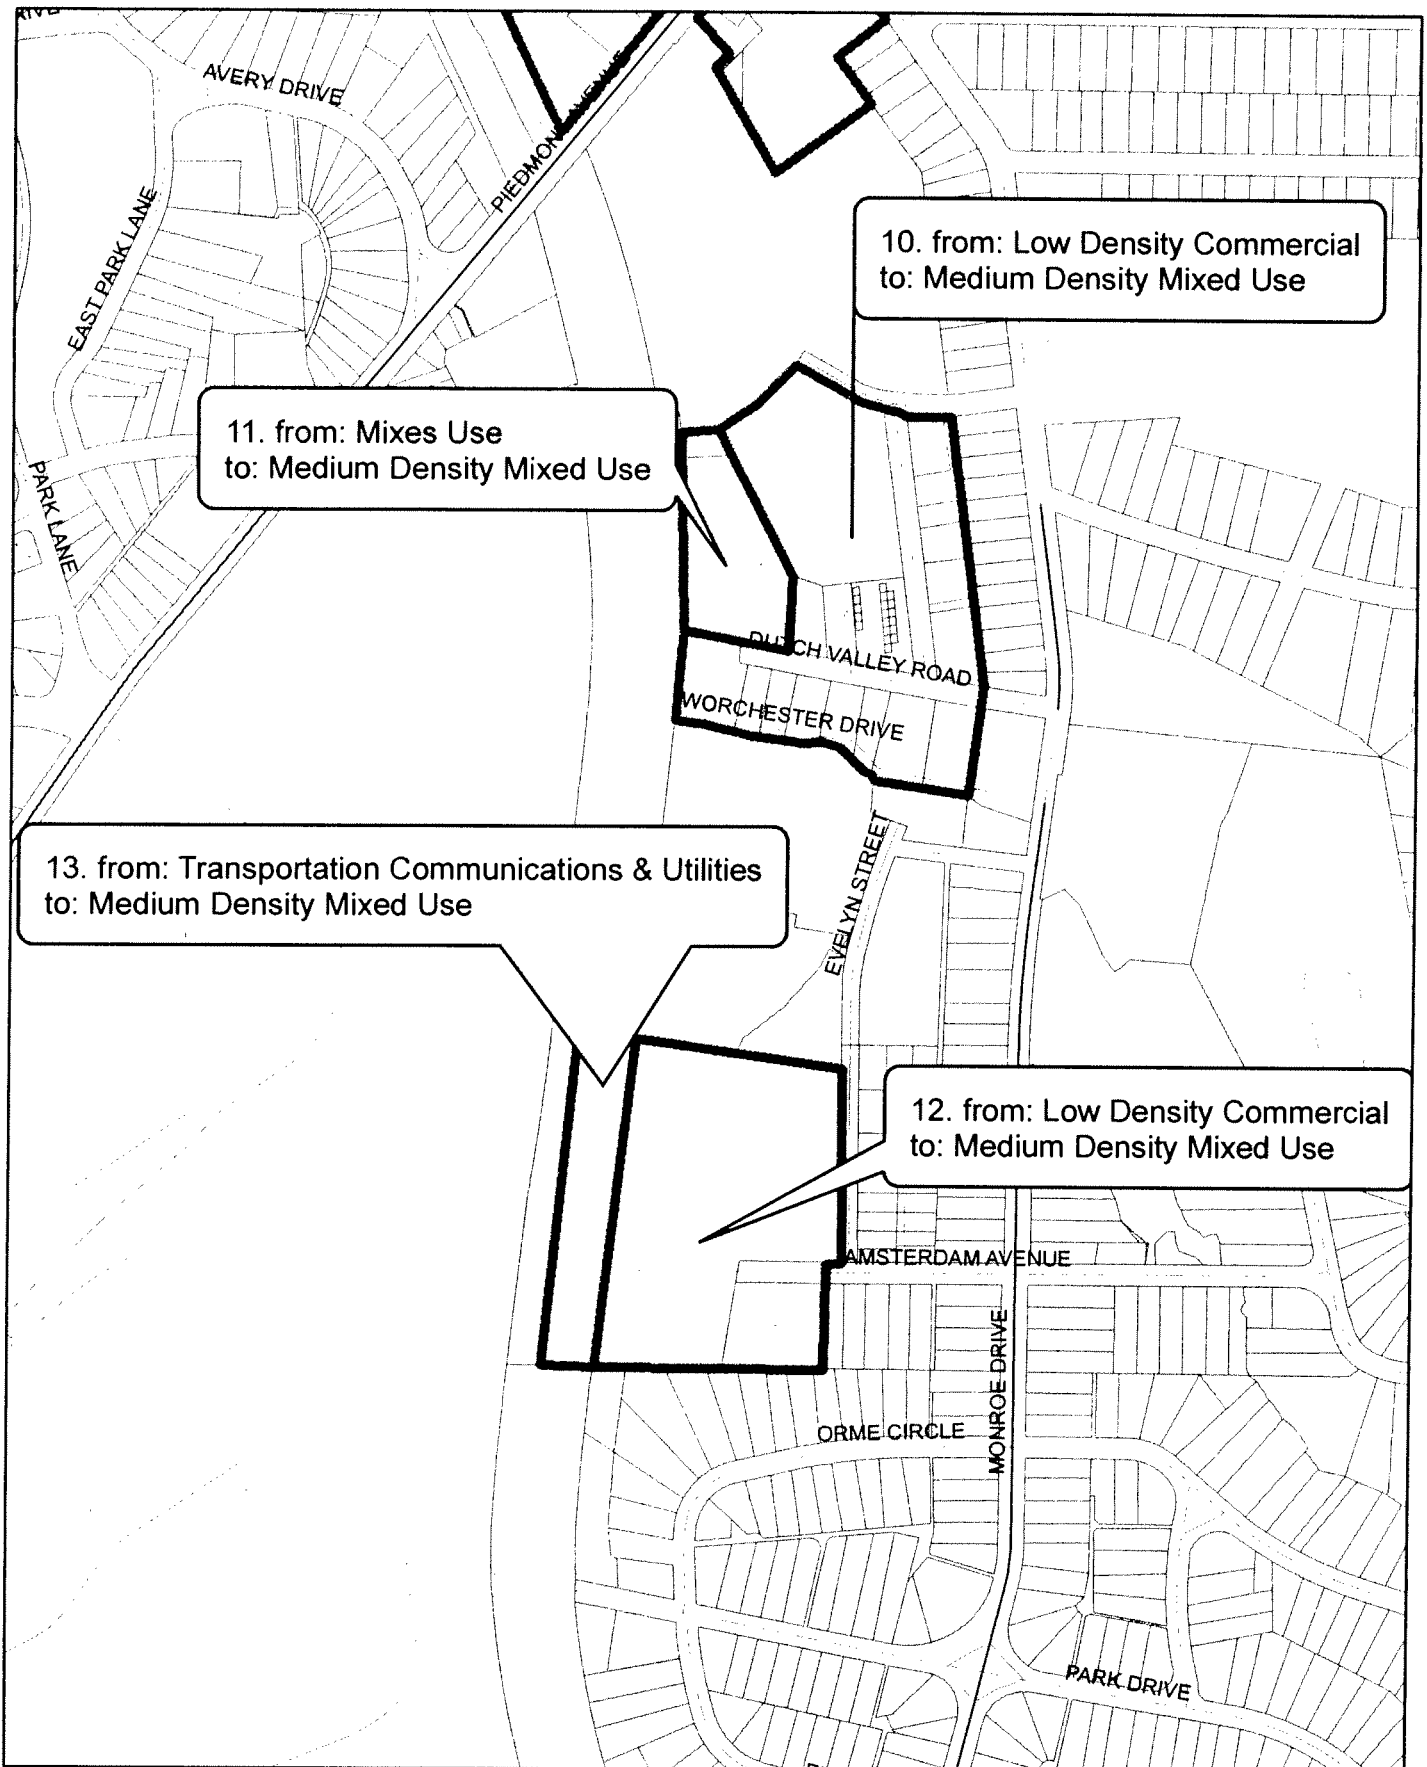 AVERY DRIVE
PIEDMONT AVENUE
EAST PARK LANE
10. from: Low Density Commercial
to: Medium Density Mixed Use
11. from: Mixes Use
to: Medium Density Mixed Use
PARK LANE
DUTCH VALLEY ROAD
WORCHESTER DRIVE
13. from: Transportation Communications & Utilities
to: Medium Density Mixed Use
EVELYN STREET
12. from: Low Density Commercial
to: Medium Density Mixed Use
AMSTERDAM AVENUE
MONROE DRIVE
ORME CIRCLE
PARK DRIVE